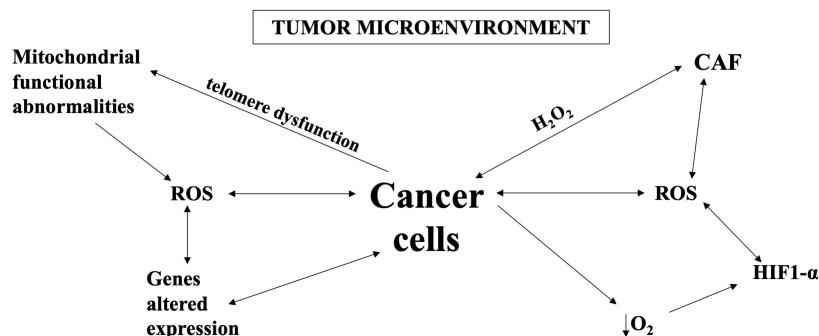 TUMOR MICROENVIRONMENT
Mitochondrial
functional
abnormalities
telomere dysfunction
H₂O₂
CAF
ROS
Cancer
cells
ROS
Genes
altered
expression
↓O₂
HIF1-α